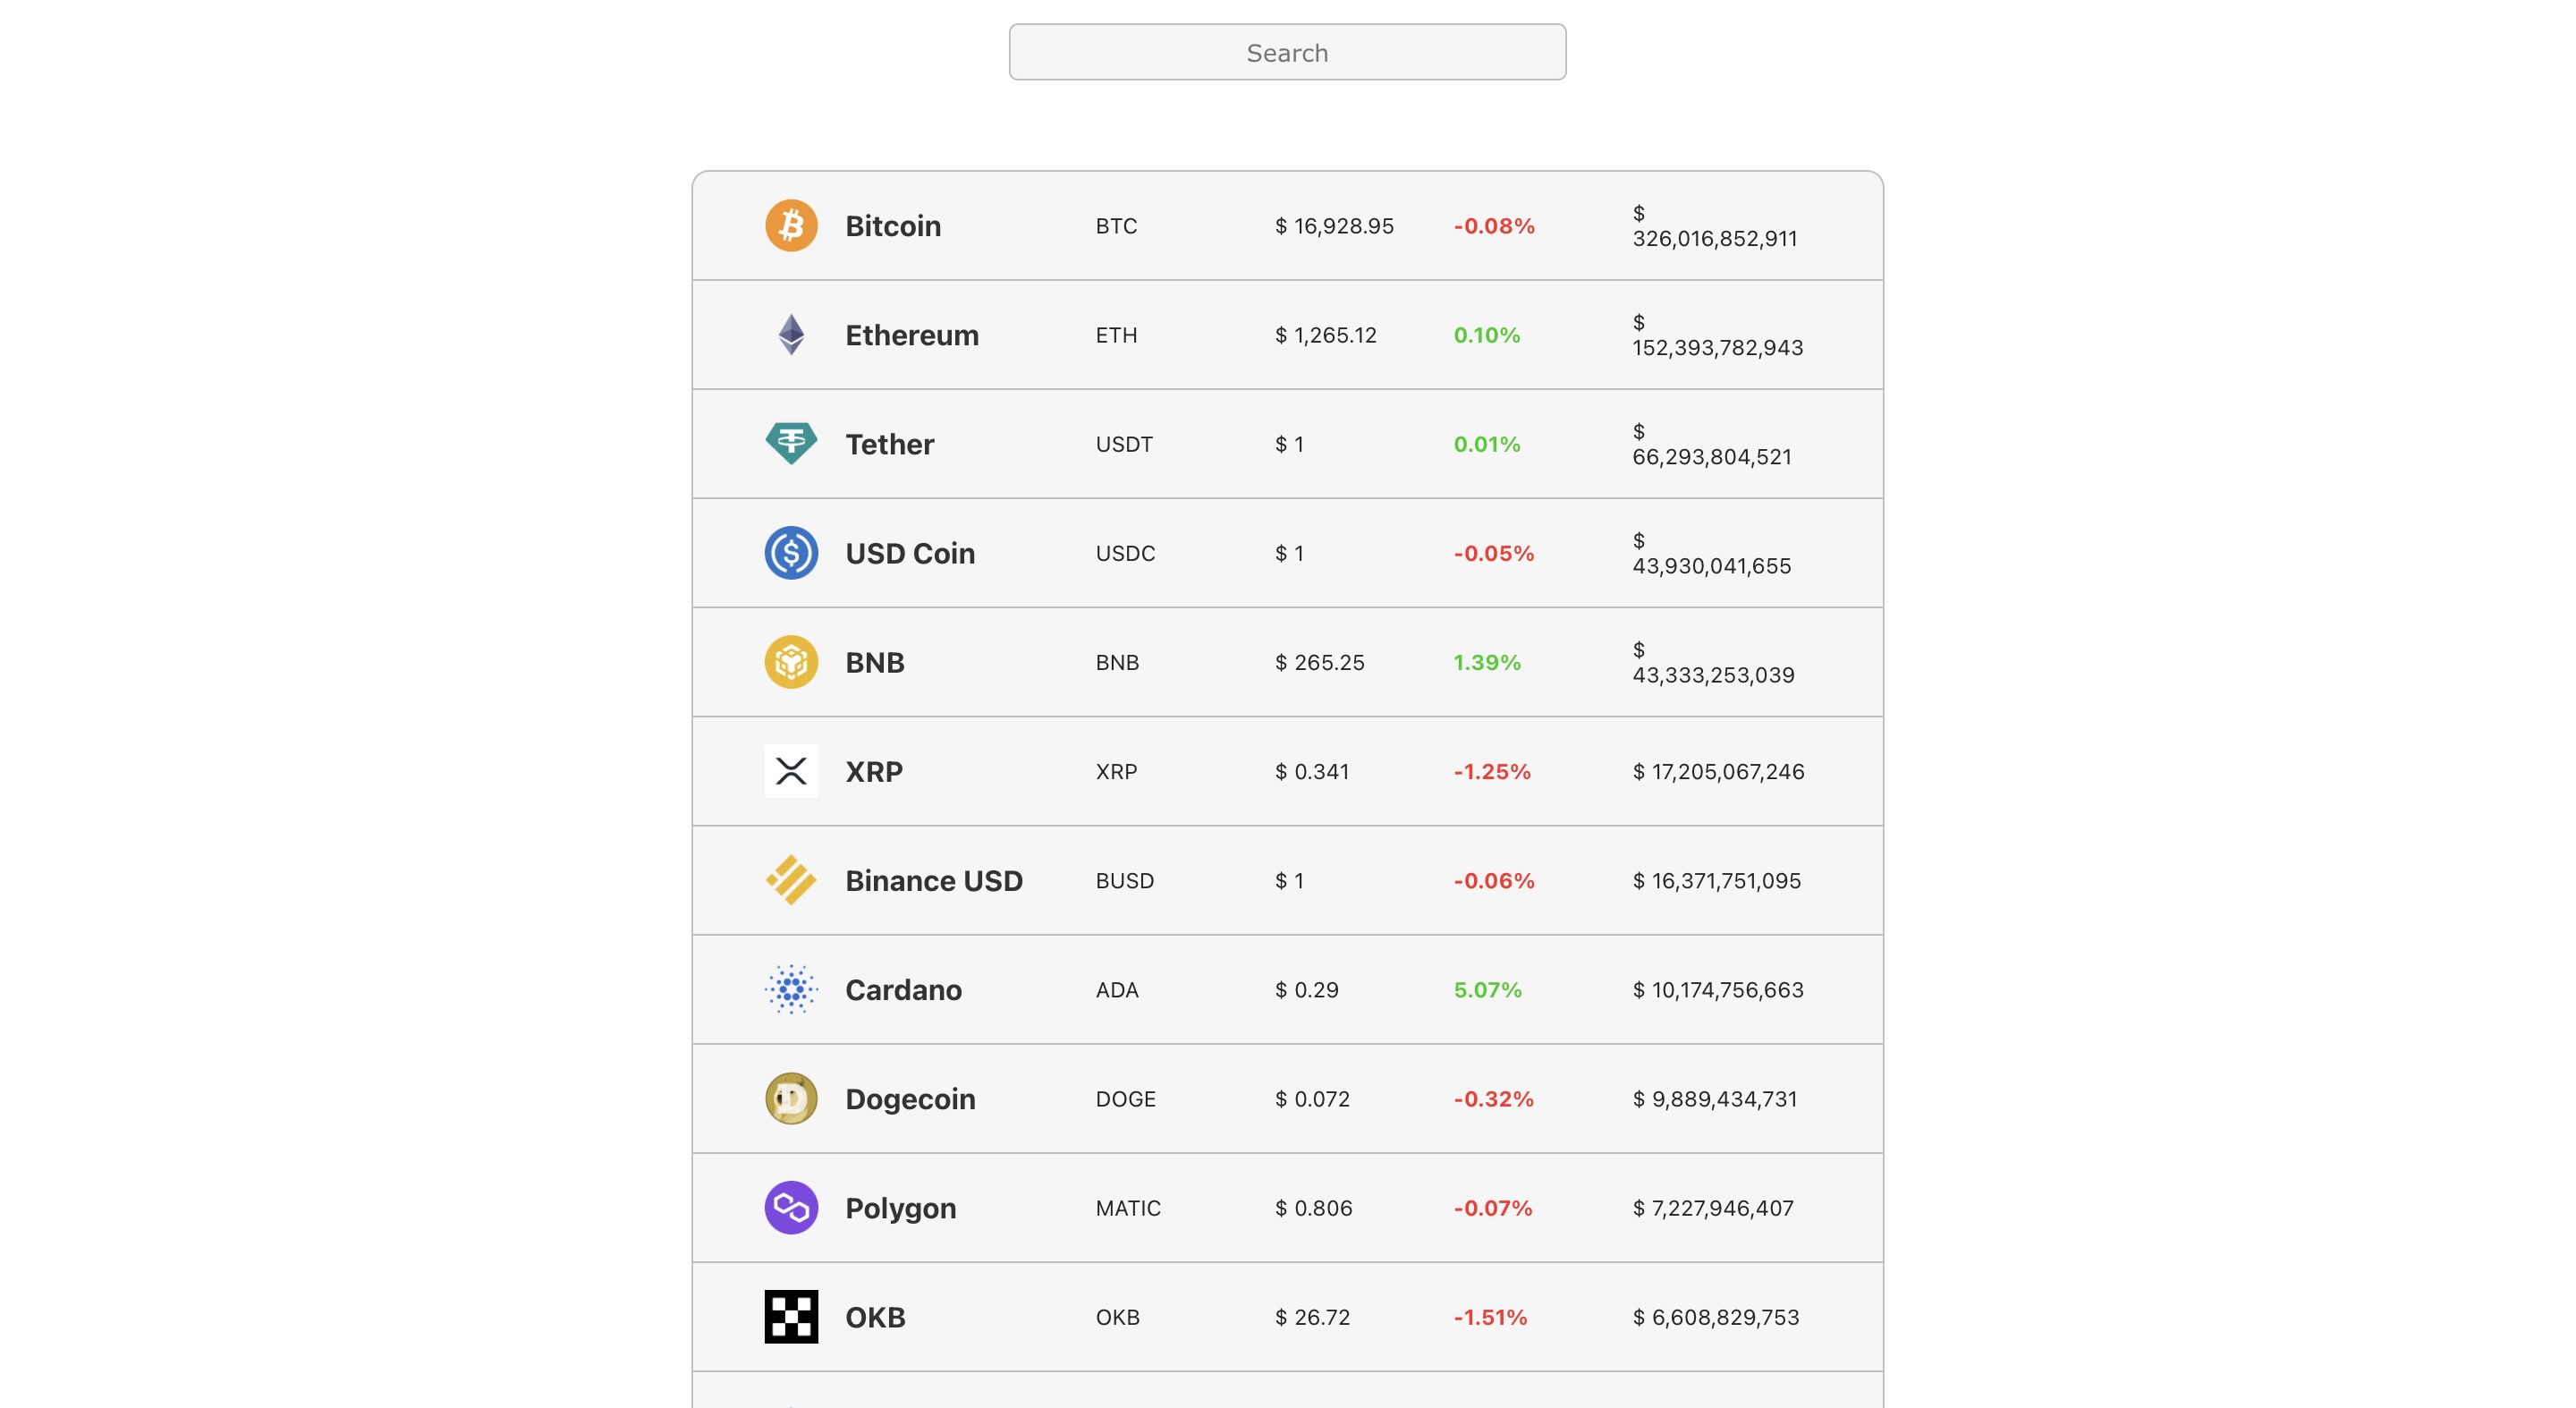 Search
Bitcoin BTC $ 16,928.95 -0.08% $
326,016,852,911
Ethereum ETH $ 1,265.12 0.10% $
152,393,782,943
Tether USDT $ 1 0.01% $
66,293,804,521
USD Coin USDC $ 1 -0.05% $
43,930,041,655
BNB BNB $ 265.25 1.39% $
43,333,253,039
XRP XRP $ 0.341 -1.25% $ 17,205,067,246
Binance USD BUSD $ 1 -0.06% $ 16,371,751,095
Cardano ADA $ 0.29 5.07% $ 10,174,756,663
Dogecoin DOGE $ 0.072 -0.32% $ 9,889,434,731
Polygon MATIC $ 0.806 -0.07% $ 7,227,946,407
OKB OKB $ 26.72 -1.51% $ 6,608,829,753